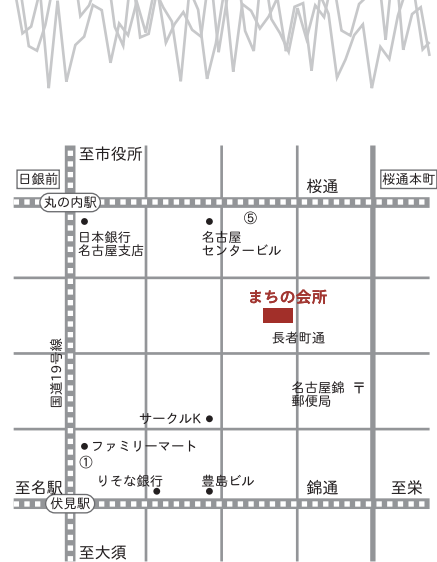 至市役所
日銀前
桜通
桜通本町
丸の内駅
⑤
日本銀行
名古屋支店
名古屋
センタービル
まちの会所
長者町通
国道19号線
名古屋錦 〒
郵便局
サークルK
ファミリーマート
①
りそな銀行
豊島ビル
至名駅
錦通
至栄
伏見駅
至大須